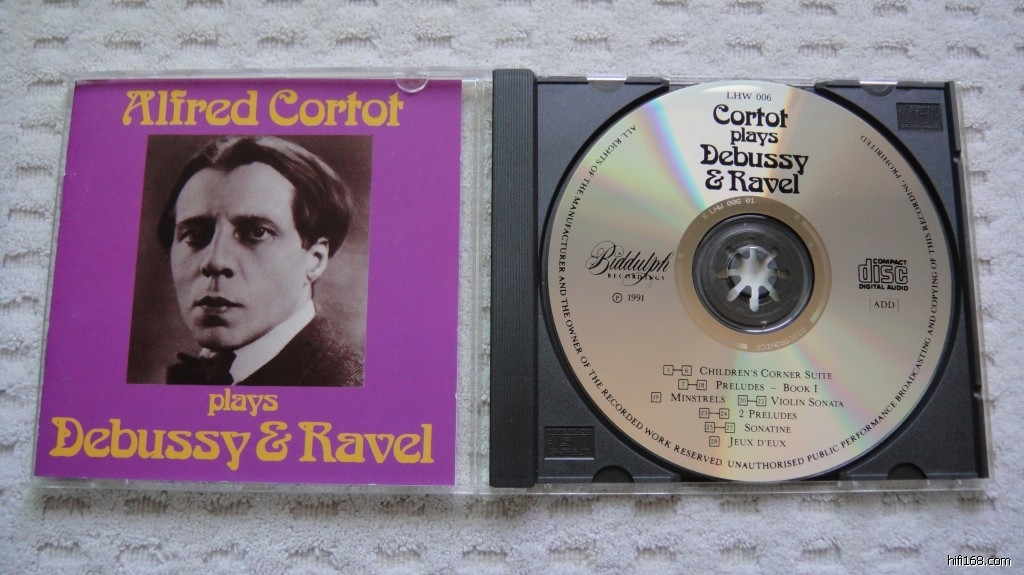 Alfred Cortot
plays
Debussy & Ravel
LHW 006
Cortot
plays
Debussy
& Ravel
LHW 006 01
Biddulph
RECORDINGS
Ⓟ 1991
COMPACT
disc
DIGITAL AUDIO
[ADD]
1–6 CHILDREN'S CORNER SUITE
7–18 PRELUDES – BOOK I
19 MINSTRELS 20–22 VIOLIN SONATA
23–24 2 PRELUDES
25–27 SONATINE
28 JEUX D'EUX
ALL RIGHTS OF THE MANUFACTURER AND THE OWNER OF THE RECORDED WORK RESERVED. UNAUTHORISED PUBLIC PERFORMANCE BROADCASTING AND COPYING OF THIS RECORDING, PROHIBITED
hifi168.com